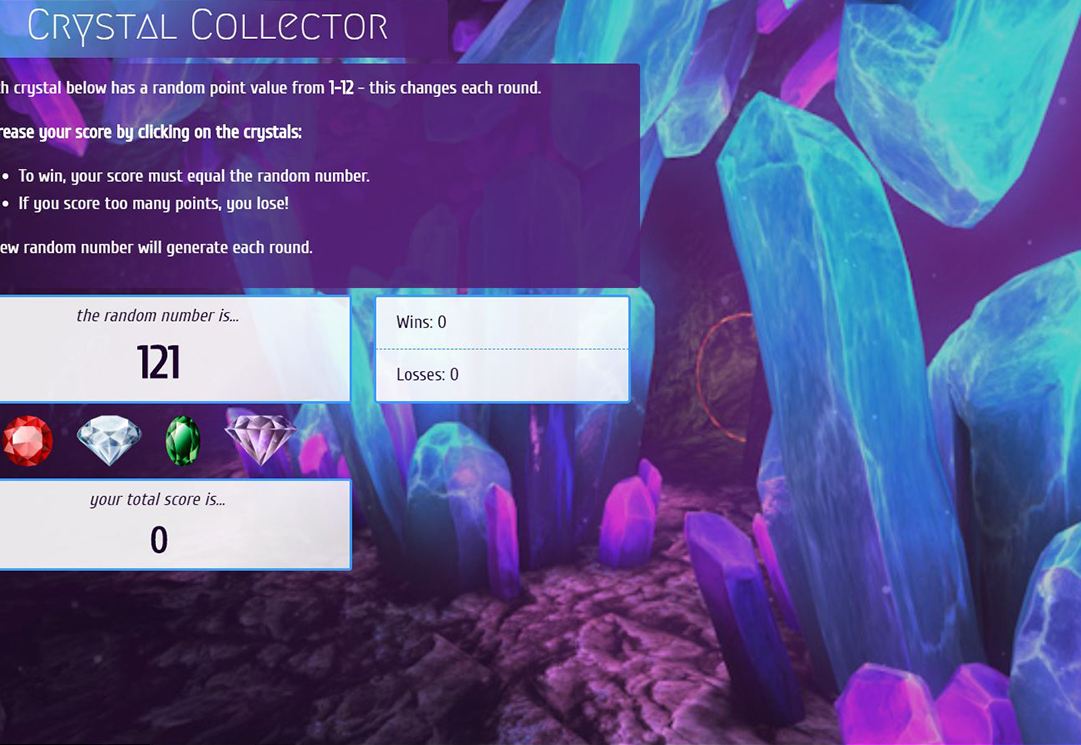 Crystal Collector
h crystal below has a random point value from 1-12 - this changes each round.
rease your score by clicking on the crystals:
• To win, your score must equal the random number.
• If you score too many points, you lose!
ew random number will generate each round.
the random number is...
121
Wins: 0
Losses: 0
your total score is...
0